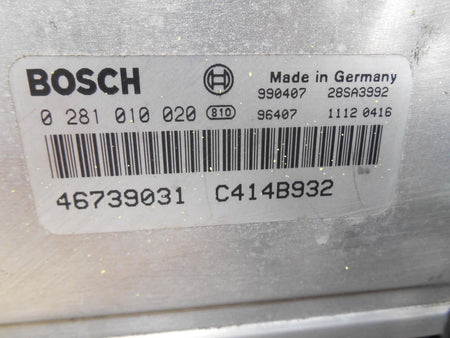 BOSCH Made in Germany
990407 28SA3992
0 281 010 020 810 96407 1112 0416
46739031 C414B932